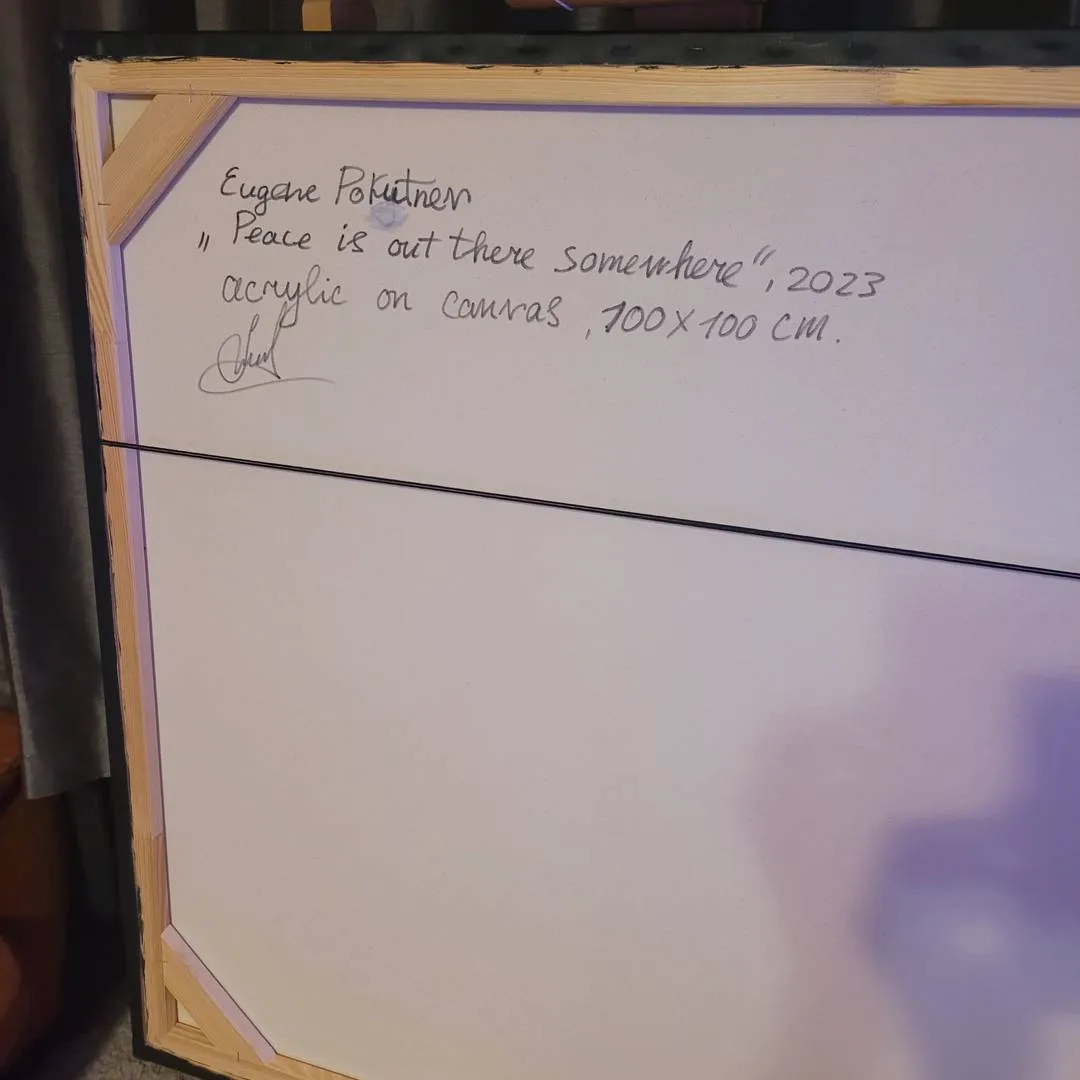 Eugene Pokutnev
„Peace is out there somewhere“, 2023
acrylic on canvas, 100x100 cm.